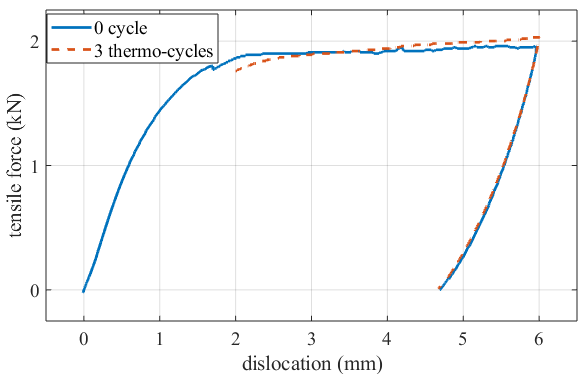 0 cycle
3 thermo-cycles
2
1
0
tensile force (kN)
0 1 2 3 4 5 6
dislocation (mm)